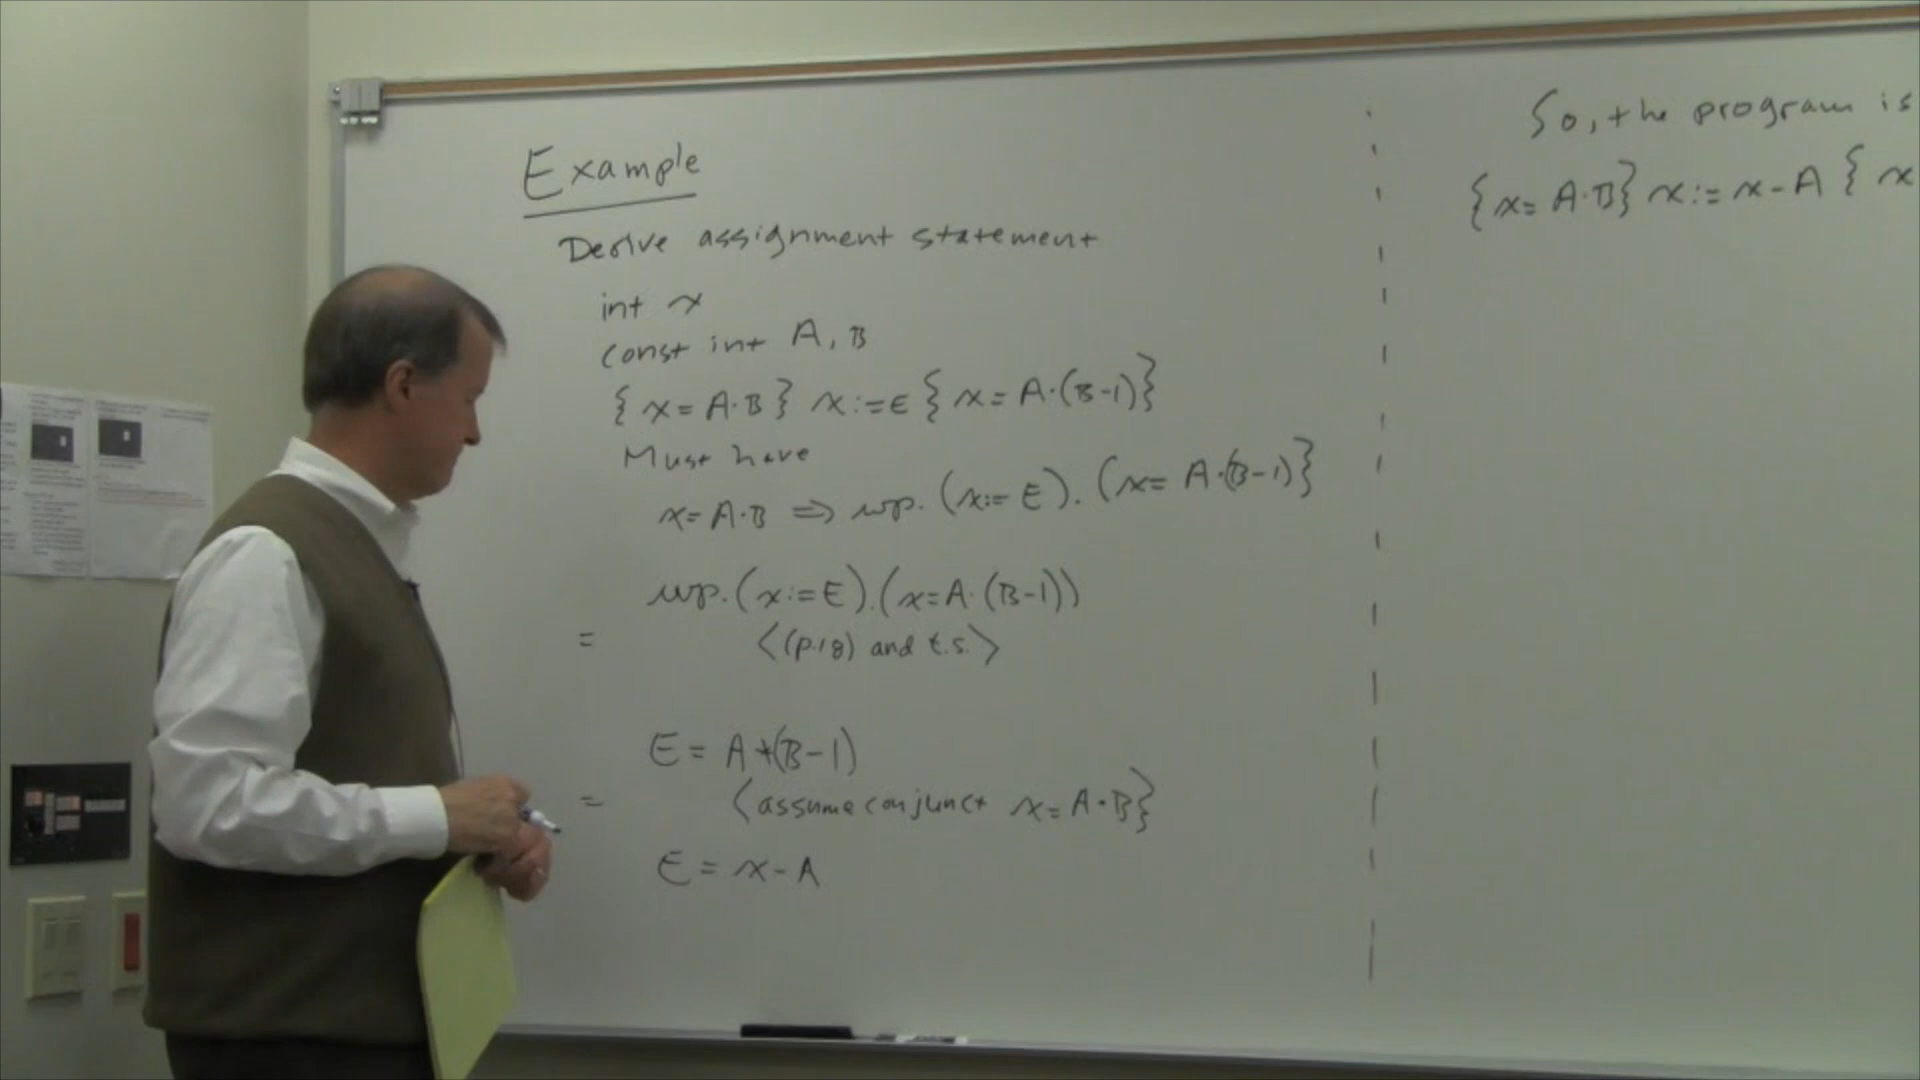 Example
Derive assignment statement
int x
const int A, B
{ x = A·B } x := E { x = A·(B-1)}
Must have
x = A·B ⇒ wp. (x := E). (x = A·(B-1)}
wp.(x := E).(x = A·(B-1))
= ⟨(p.18) and t.s.⟩
E = A*(B-1)
= ⟨assume conjunct x = A·B}
E = x - A
So, the program is
{x = A·B} x := x - A { x